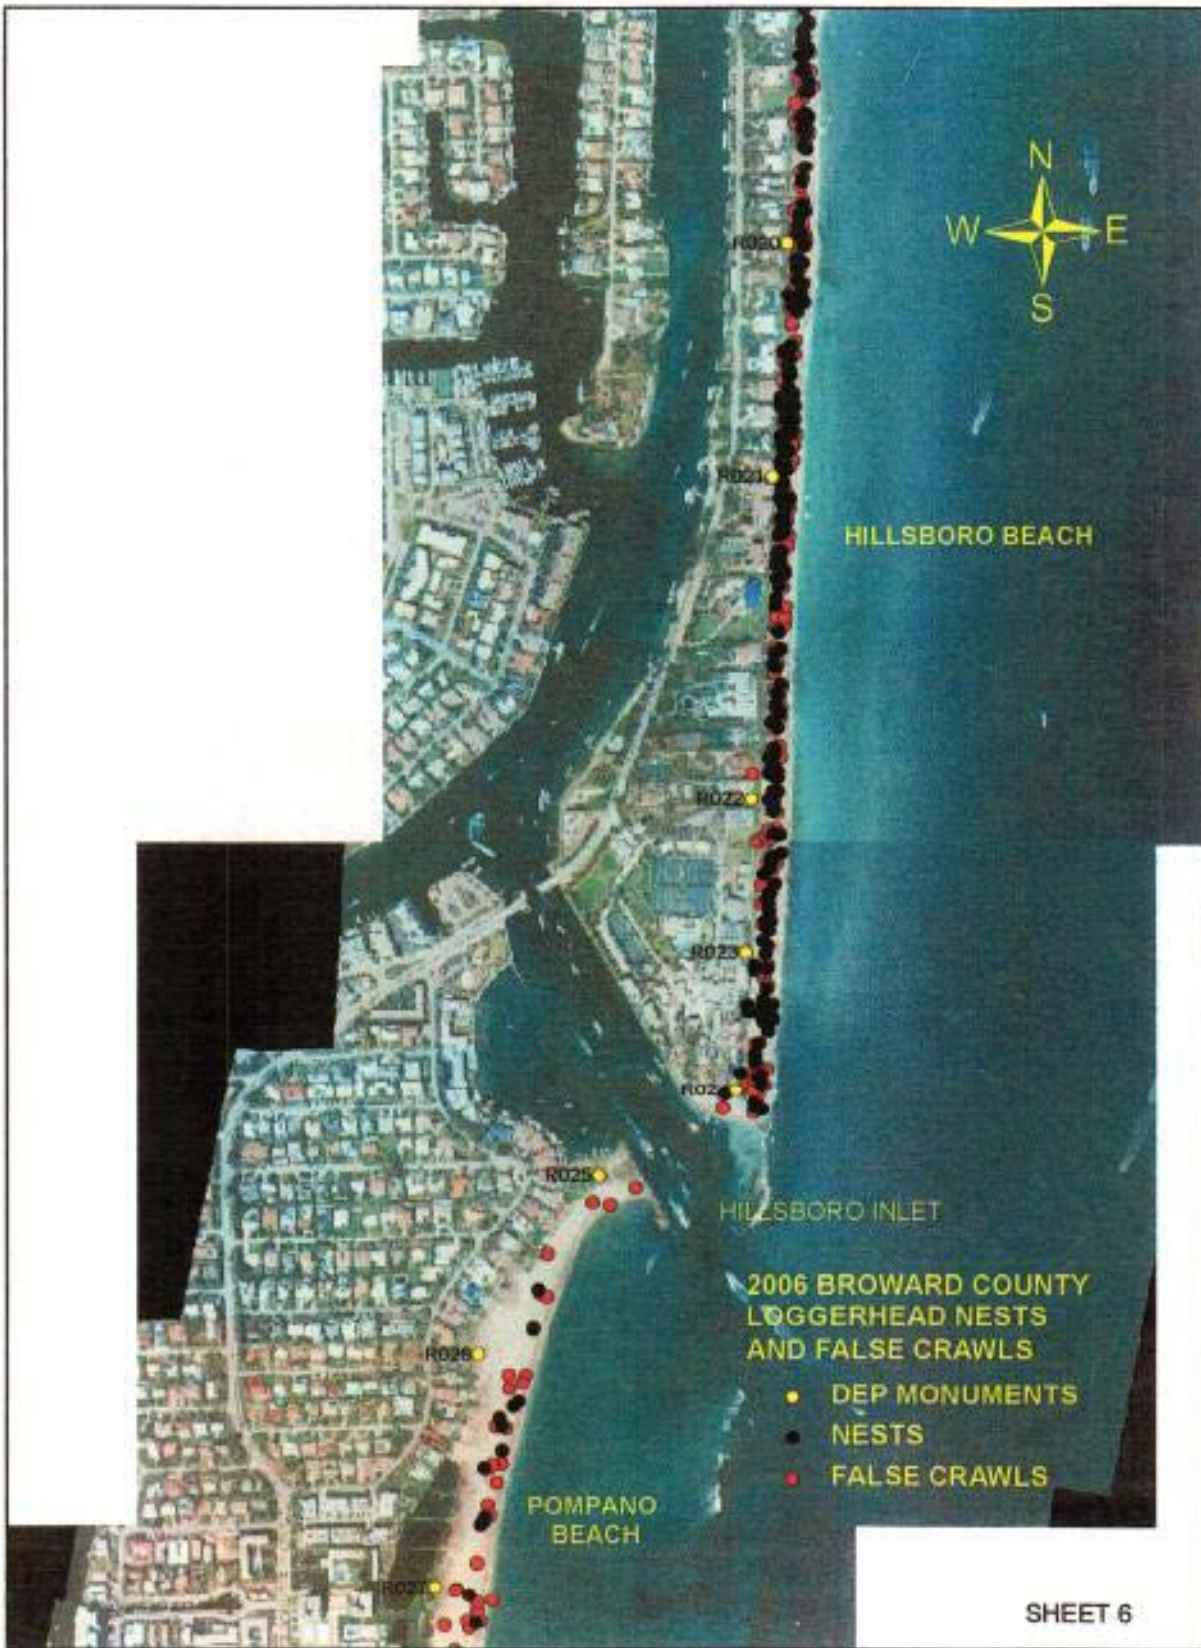 N
W E
S
R020
R021
HILLSBORO BEACH
R022
R023
R024
R025
HILLSBORO INLET
2006 BROWARD COUNTY
LOGGERHEAD NESTS
AND FALSE CRAWLS
R026
DEP MONUMENTS
NESTS
FALSE CRAWLS
POMPANO
BEACH
R027
SHEET 6